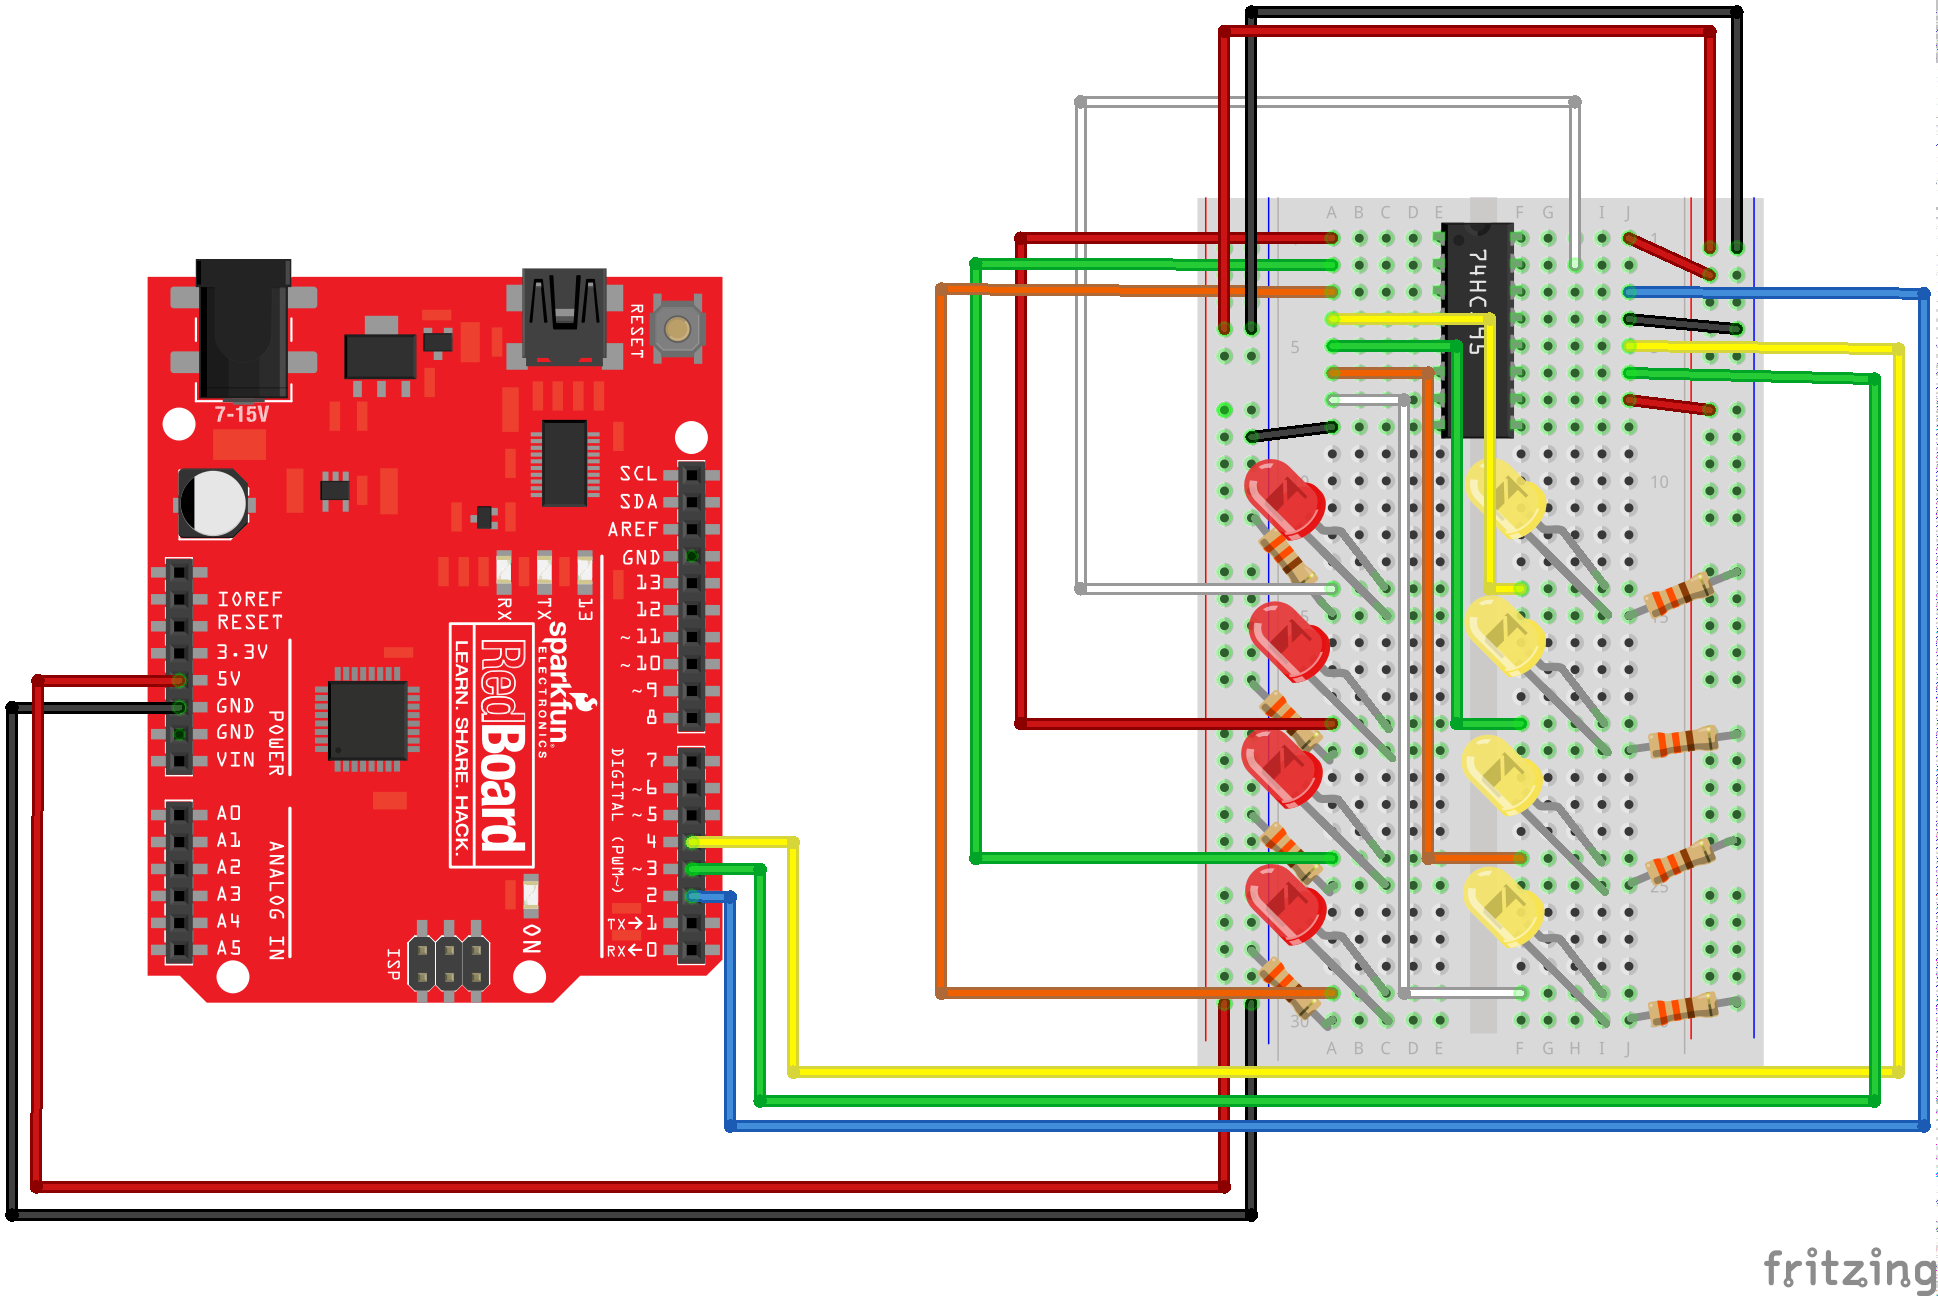 7-15V
RESET
SCL
SDA
AREF
GND
13
12
~11
~10
~9
8
7
~6
~5
4
~3
2
TX→1
RX←0
DIGITAL (PWM~)
IOREF
RESET
3.3V
5V
GND
GND
VIN
POWER
A0
A1
A2
A3
A4
A5
ANALOG IN
RX
TX
13
sparkfun
ELECTRONICS
RedBoard
LEARN. SHARE. HACK.
ISP
ON
A B C D E F G I J
1
5
10
15
25
30
A B C D E F G H I J
fritzing